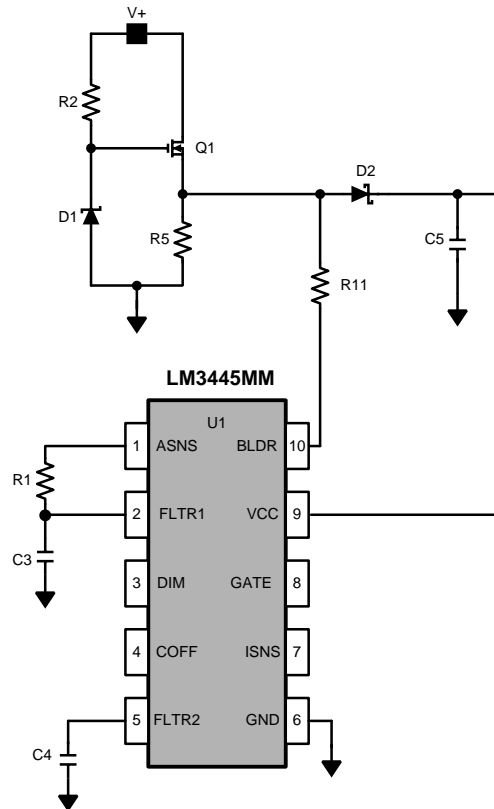 V+
R2
Q1
D2
D1
R5
C5
R11
LM3445MM
U1
1 ASNS BLDR 10
R1
2 FLTR1 VCC 9
C3
3 DIM GATE 8
4 COFF ISNS 7
5 FLTR2 GND 6
C4